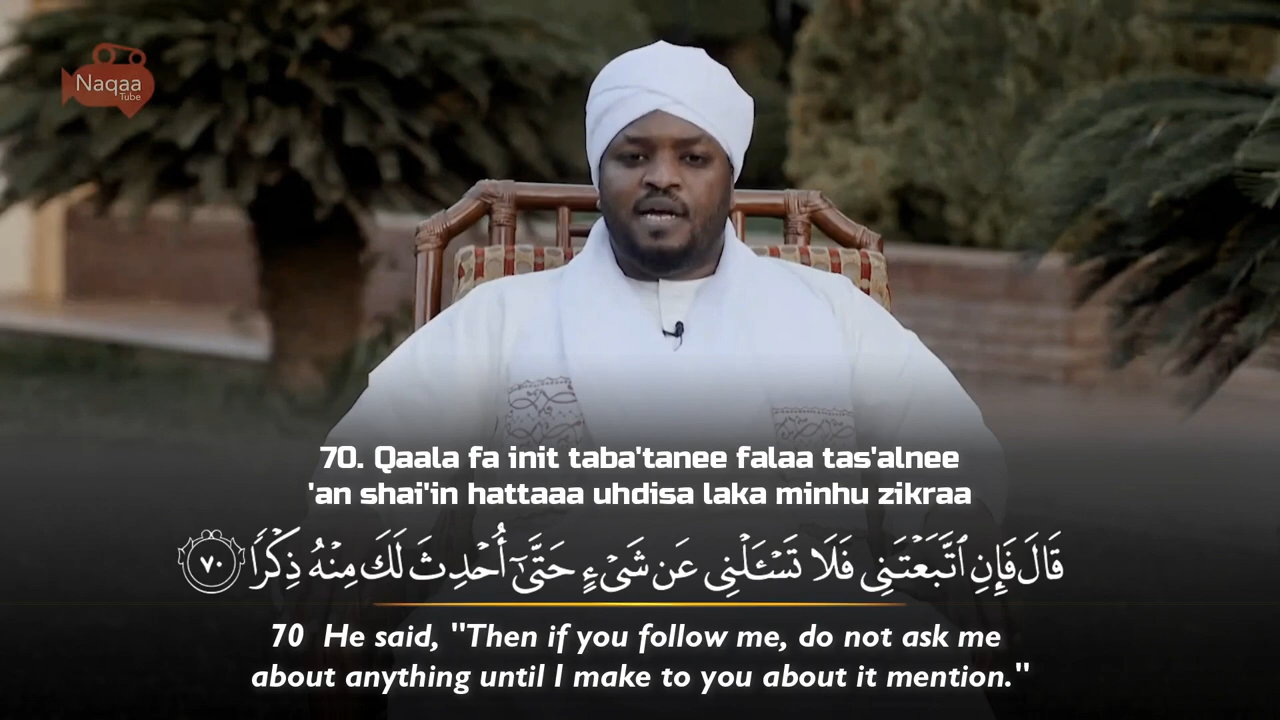 Naqaa
Tube
70. Qaala fa init taba'tanee falaa tas'alnee
'an shai'in hattaaa uhdisa laka minhu zikraa
قَالَ فَإِنِ ٱتَّبَعْتَنِى فَلَا تَسْـَٔلْنِى عَن شَىْءٍ حَتَّىٰٓ أُحْدِثَ لَكَ مِنْهُ ذِكْرًا ٧٠
70 He said, "Then if you follow me, do not ask me
about anything until I make to you about it mention."